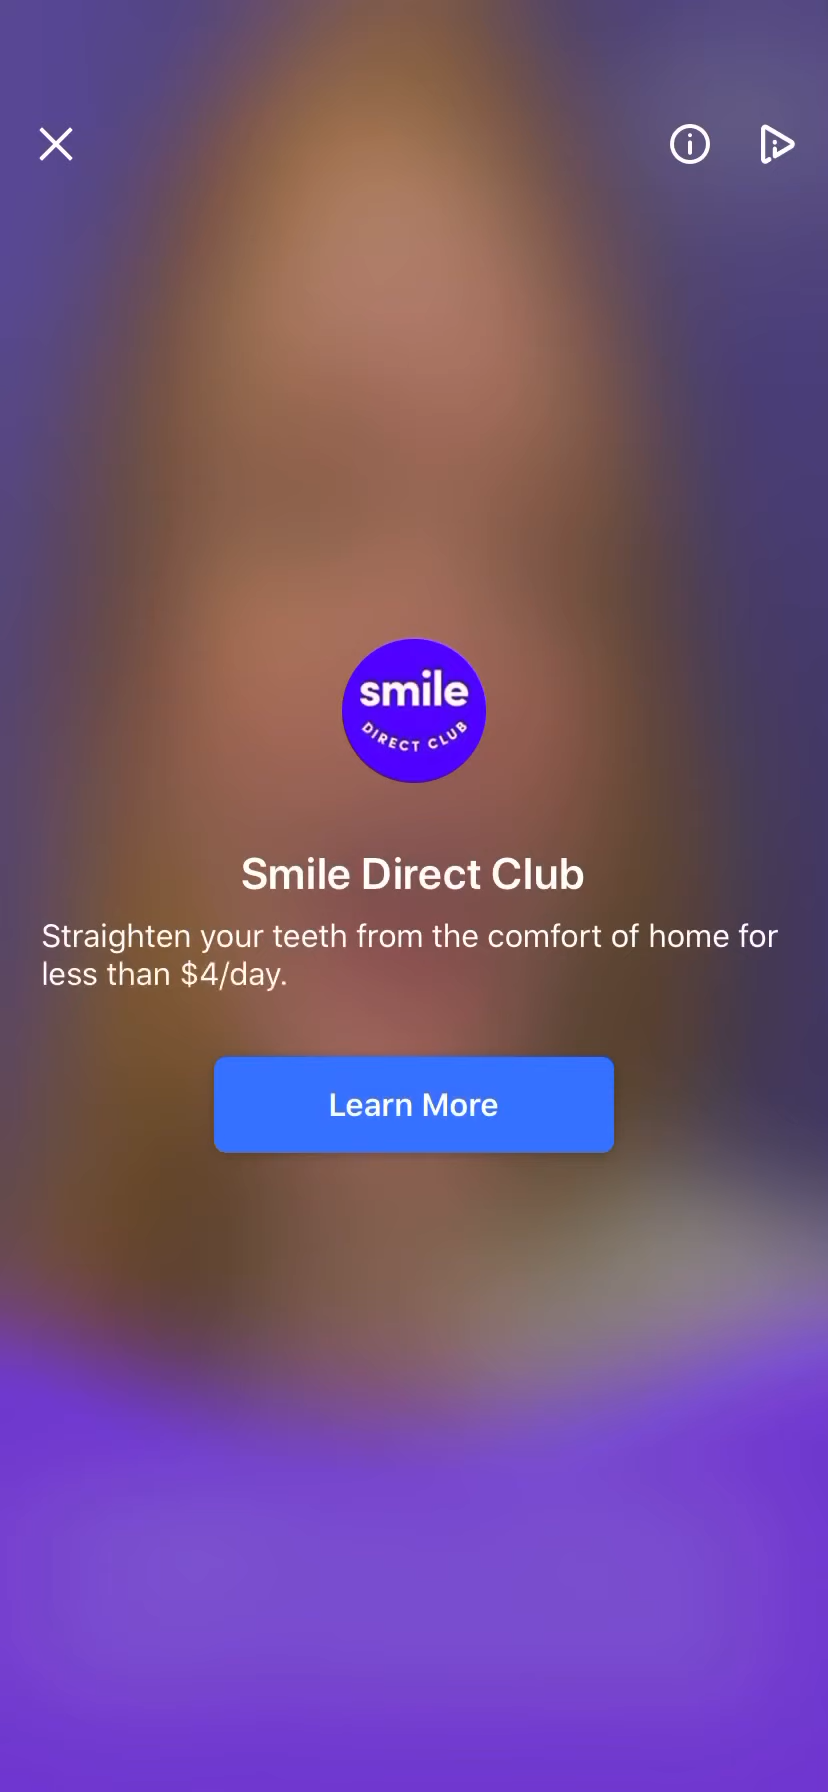 smile
DIRECT CLUB
Smile Direct Club
Straighten your teeth from the comfort of home for
less than $4/day.
Learn More